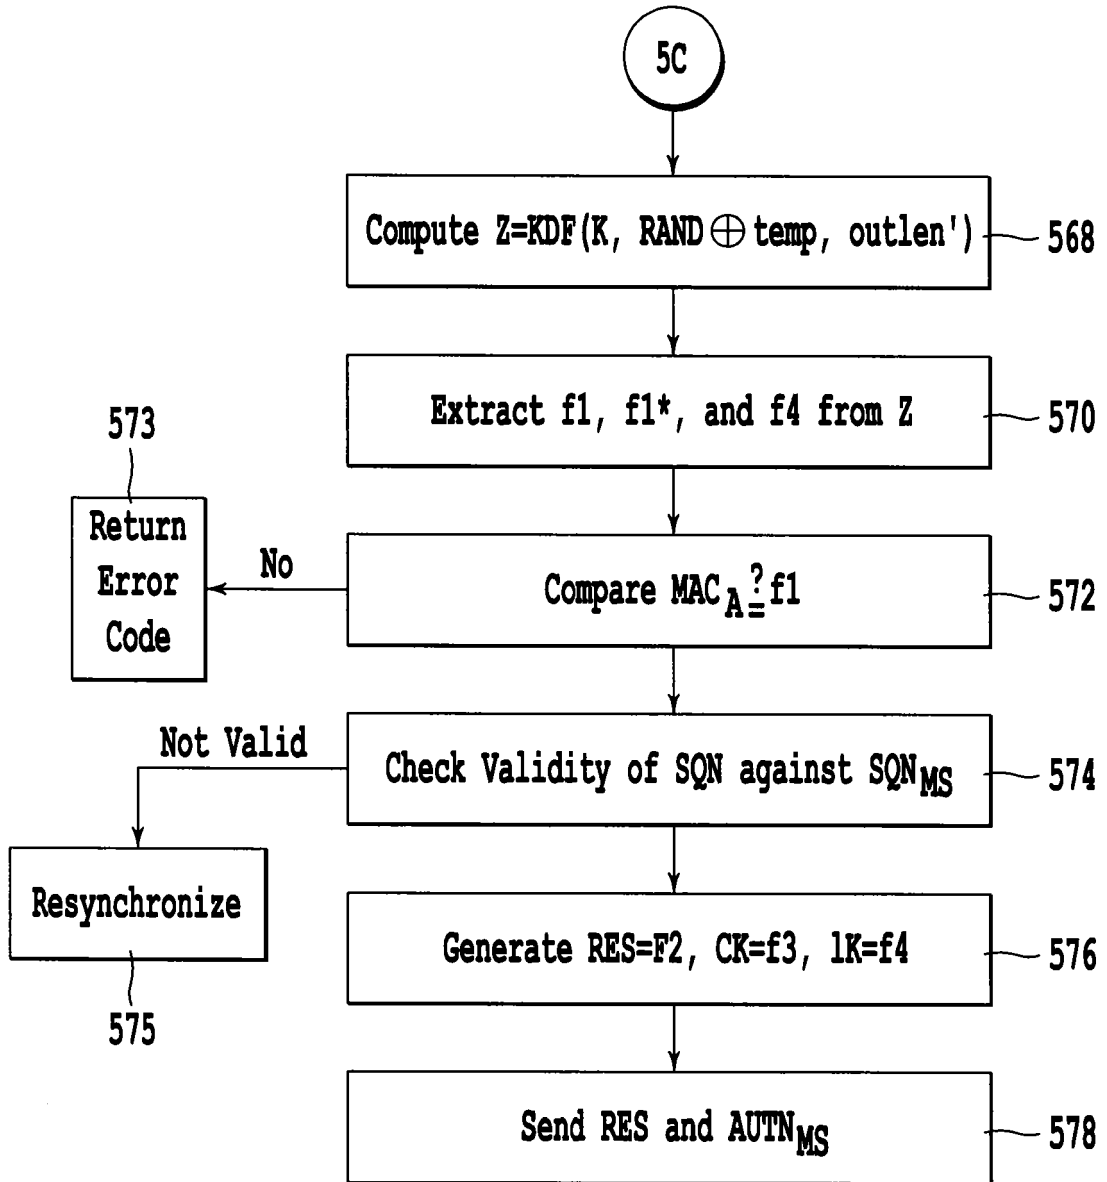 5C
Compute Z=KDF(K, RAND⊕temp, outlen')
568
Extract f1, f1*, and f4 from Z
570
573
Return
Error
Code
No
Compare MAC_A ≟ f1
572
Not Valid
Check Validity of SQN against SQN_MS
574
Resynchronize
575
Generate RES=F2, CK=f3, lK=f4
576
Send RES and AUTN_MS
578